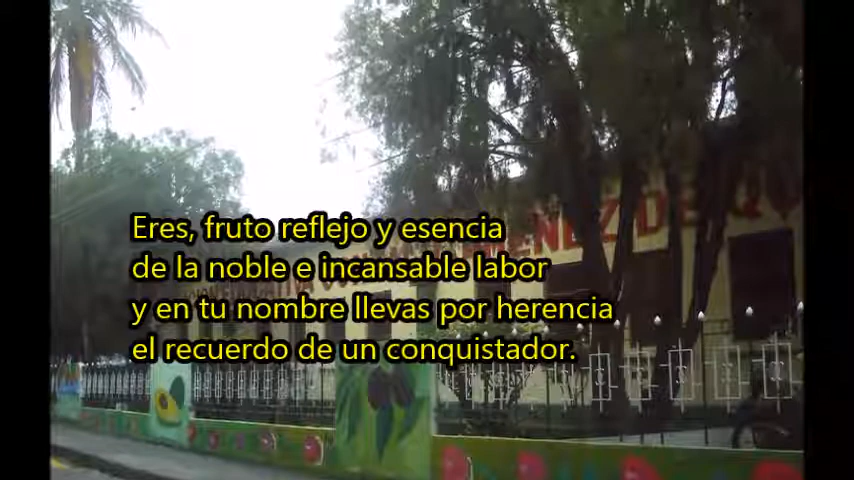 Eres, fruto reflejo y esencia
de la noble e incansable labor
y en tu nombre llevas por herencia
el recuerdo de un conquistador.